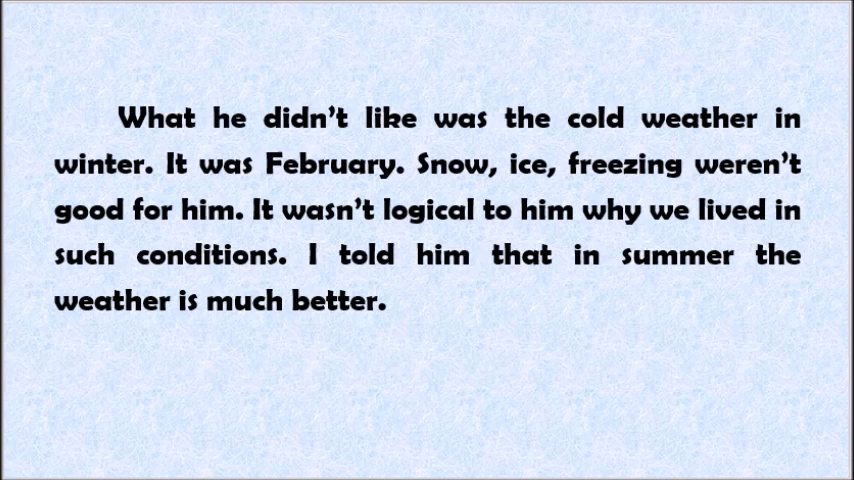 What he didn’t like was the cold weather in
winter. It was February. Snow, ice, freezing weren’t
good for him. It wasn’t logical to him why we lived in
such conditions. I told him that in summer the
weather is much better.